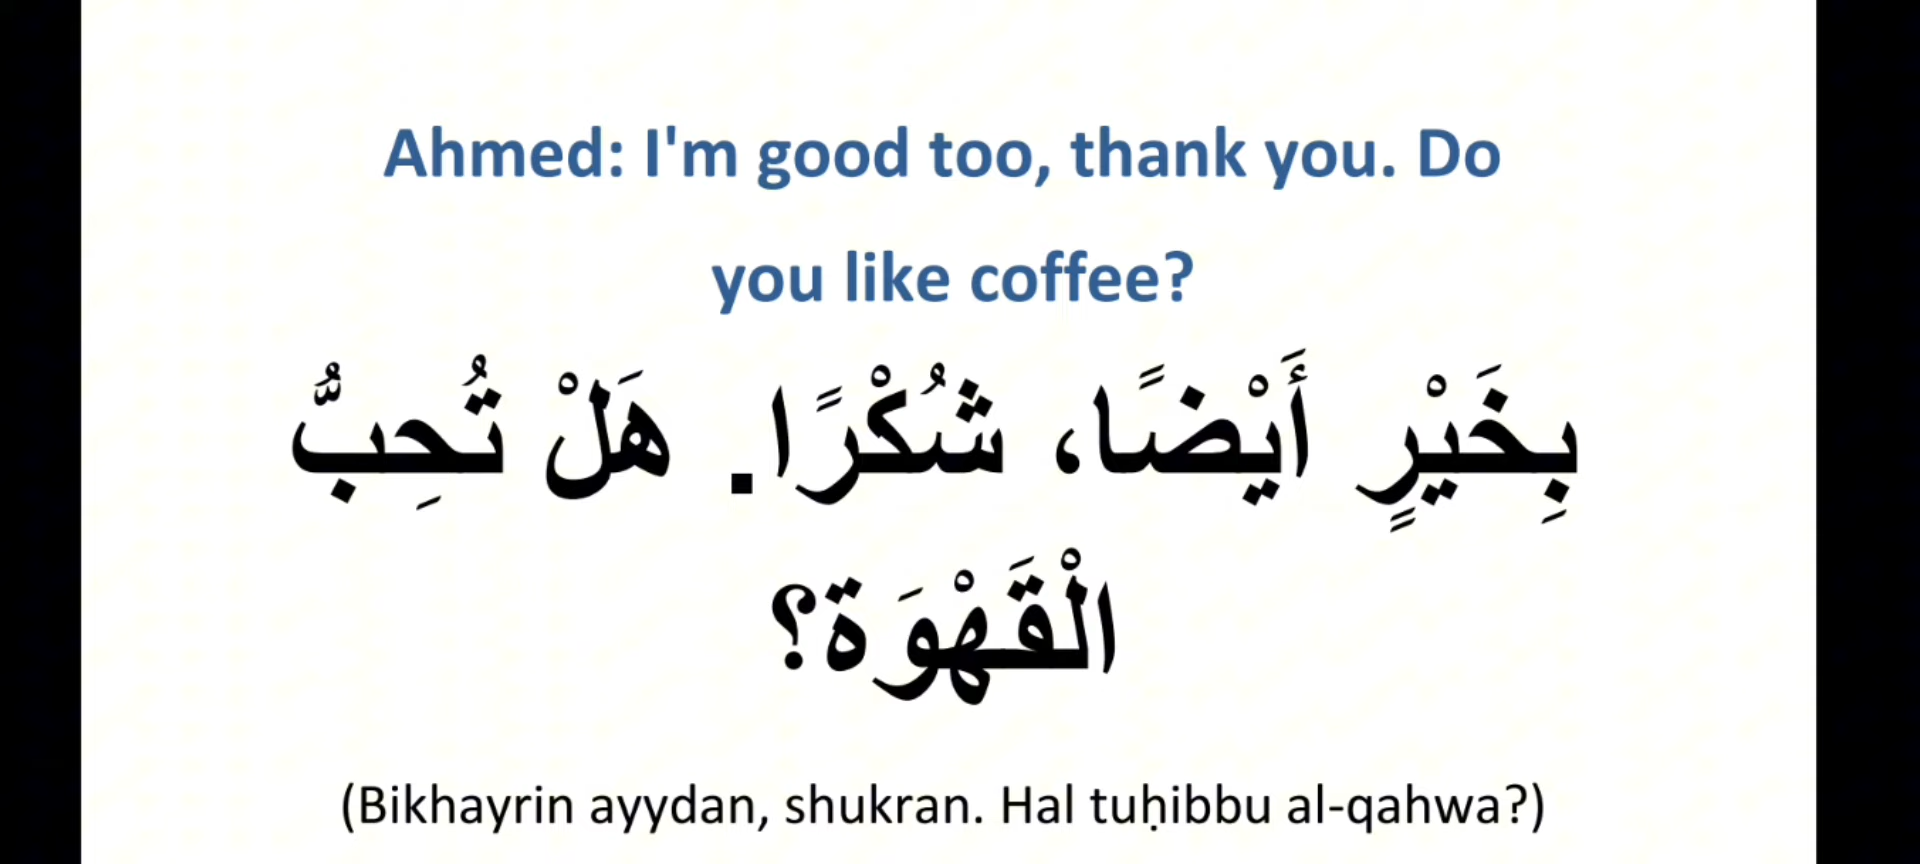 Ahmed: I'm good too, thank you. Do
you like coffee?
بِخَيْرٍ أَيْضًا، شُكْرًا. هَلْ تُحِبُّ
الْقَهْوَة؟
(Bikhayrin ayydan, shukran. Hal tuḥibbu al-qahwa?)